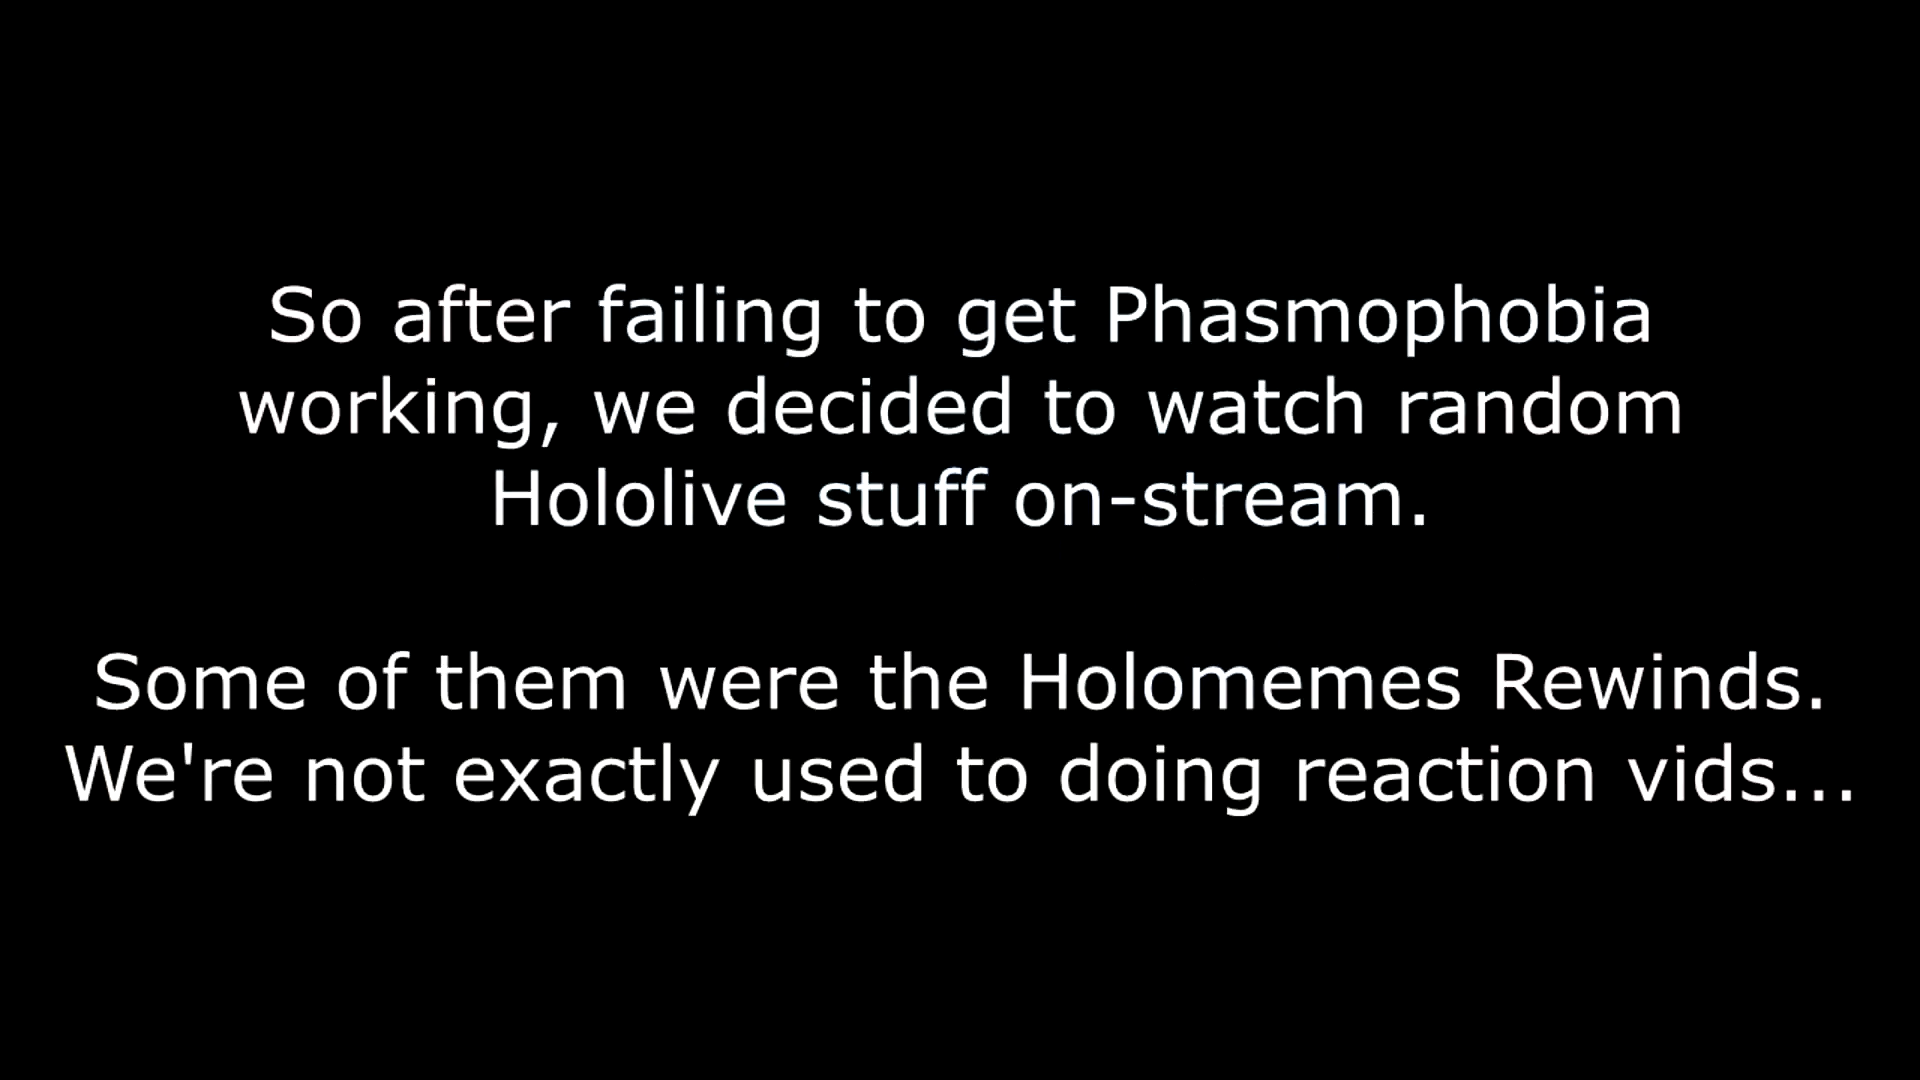 So after failing to get Phasmophobia
working, we decided to watch random
Hololive stuff on-stream.
Some of them were the Holomemes Rewinds.
We're not exactly used to doing reaction vids...